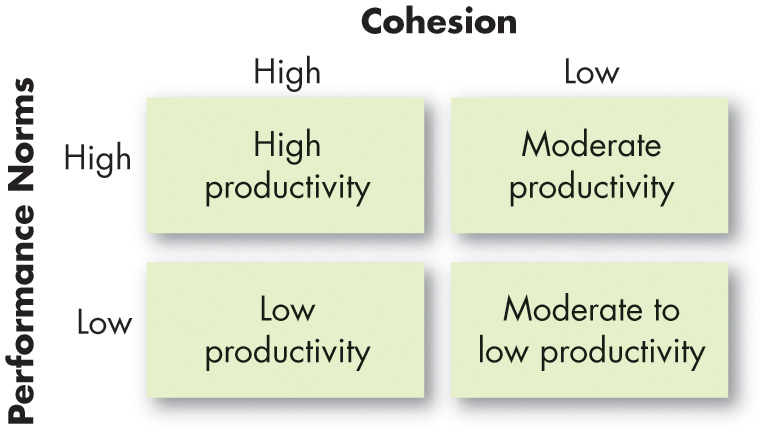 Cohesion
High
Low
Performance Norms
High
High
productivity
Moderate
productivity
Low
Low
productivity
Moderate to
low productivity